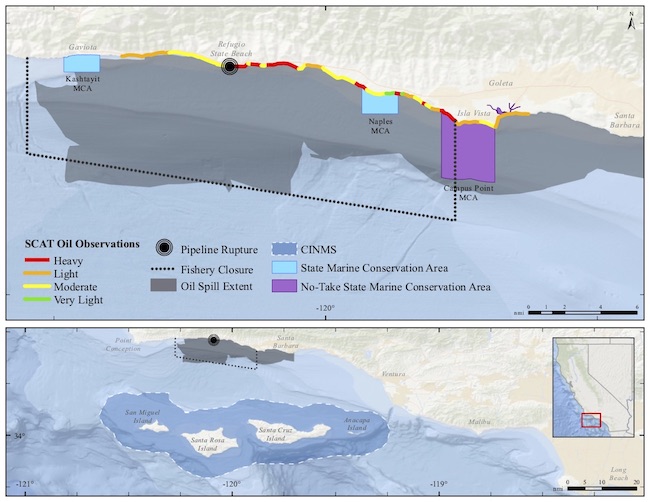 N
Gaviota
Refugio
State Beach
Kashtayit
MCA
Goleta
Isla Vista
Naples
MCA
Santa
Barbara
Campus Point
MCA
SCAT Oil Observations
Heavy
Light
Moderate
Very Light
Pipeline Rupture
Fishery Closure
Oil Spill Extent
CINMS
State Marine Conservation Area
No-Take State Marine Conservation Area
-120°
nmi 0 1 2 4 6
Point
Conception
Santa
Barbara
Ventura
Malibu
San Miguel
Island
Santa Rosa
Island
Santa Cruz
Island
Anacapa
Island
34°
Long
Beach
nmi 0 5 10 20
-121° -120° -119°